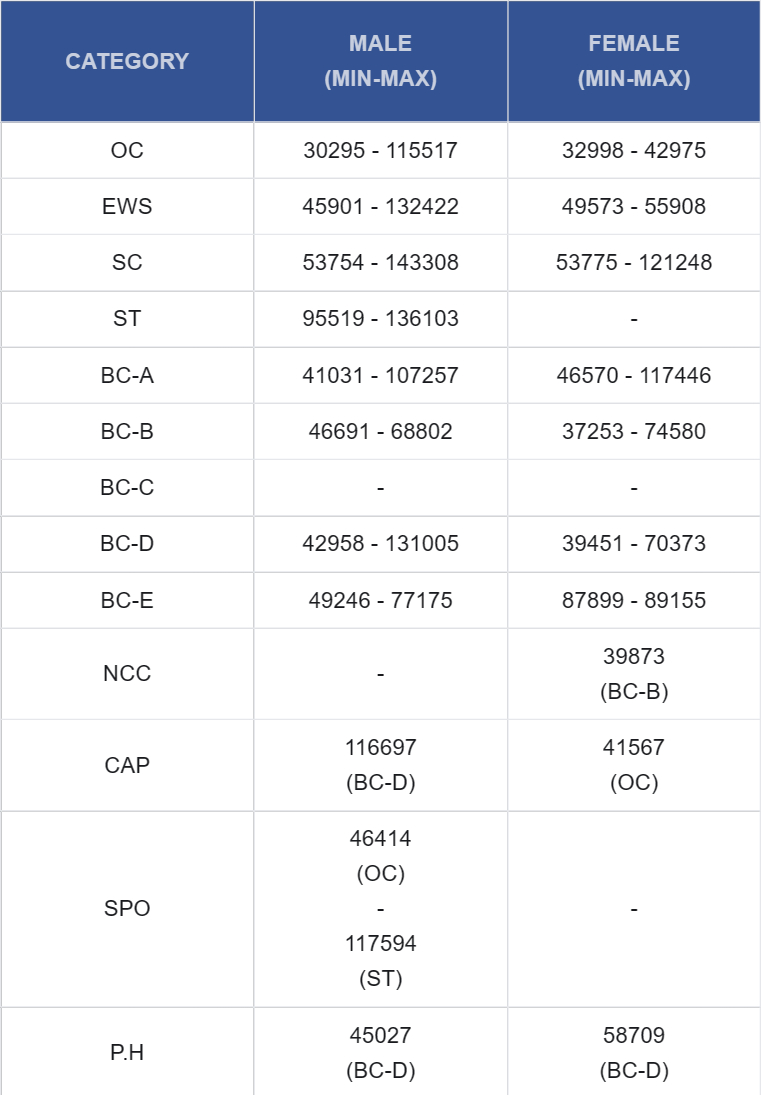 CATEGORY MALE FEMALE
(MIN-MAX) (MIN-MAX)
OC 30295 - 115517 32998 - 42975
EWS 45901 - 132422 49573 - 55908
SC 53754 - 143308 53775 - 121248
ST 95519 - 136103 -
BC-A 41031 - 107257 46570 - 117446
BC-B 46691 - 68802 37253 - 74580
BC-C - -
BC-D 42958 - 131005 39451 - 70373
BC-E 49246 - 77175 87899 - 89155
NCC - 39873
(BC-B)
CAP 116697 41567
(BC-D) (OC)
46414
(OC)
SPO - -
117594
(ST)
P.H 45027 58709
(BC-D) (BC-D)